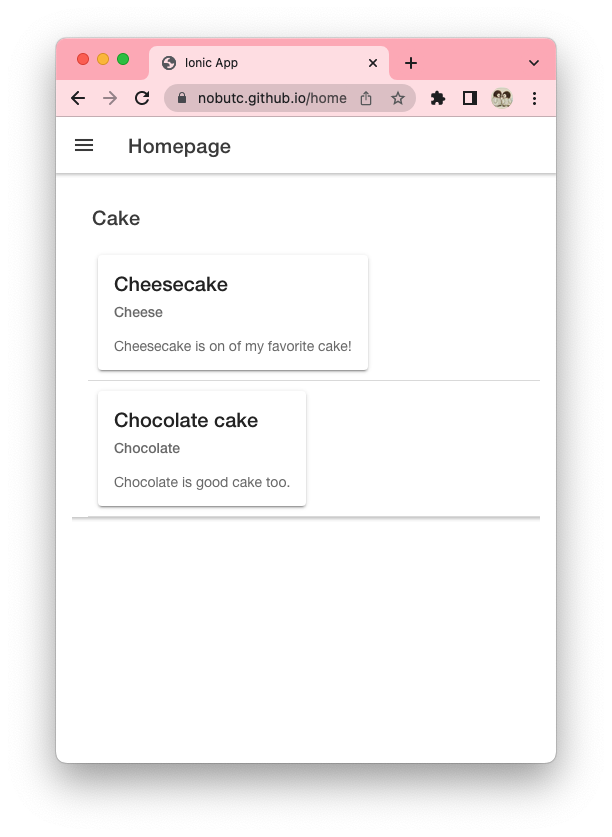 Ionic App
nobutc.github.io/home
Homepage
Cake
Cheesecake
Cheese
Cheesecake is on of my favorite cake!
Chocolate cake
Chocolate
Chocolate is good cake too.